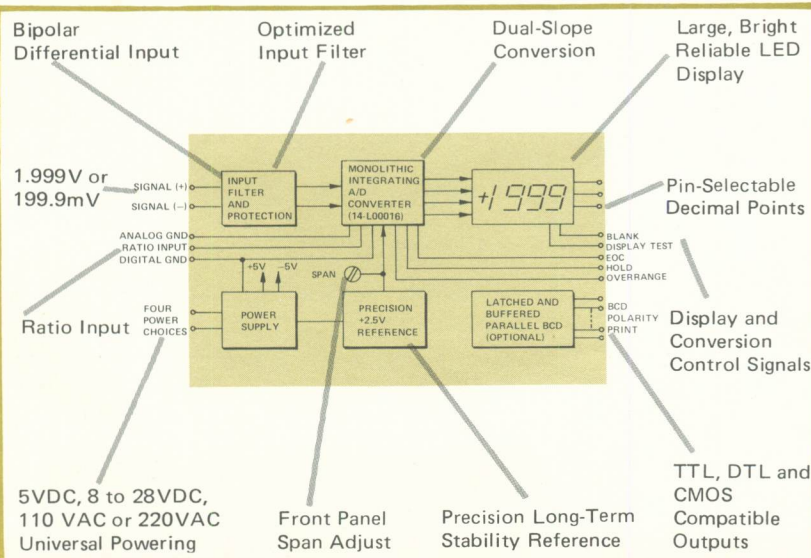 Bipolar
Differential Input
Optimized
Input Filter
Dual-Slope
Conversion
Large, Bright
Reliable LED
Display
1.999V or
199.9mV
SIGNAL (+)
SIGNAL (−)
INPUT
FILTER
AND
PROTECTION
MONOLITHIC
INTEGRATING
A/D
CONVERTER
(14-L00016)
+1999
Pin-Selectable
Decimal Points
ANALOG GND
RATIO INPUT
DIGITAL GND
BLANK
DISPLAY TEST
EOC
HOLD
OVERRANGE
+5V
−5V
SPAN
Ratio Input
FOUR
POWER
CHOICES
POWER
SUPPLY
PRECISION
+2.5V
REFERENCE
LATCHED AND
BUFFERED
PARALLEL BCD
(OPTIONAL)
BCD
POLARITY
PRINT
Display and
Conversion
Control Signals
5VDC, 8 to 28VDC,
110 VAC or 220VAC
Universal Powering
Front Panel
Span Adjust
Precision Long-Term
Stability Reference
TTL, DTL and
CMOS
Compatible
Outputs